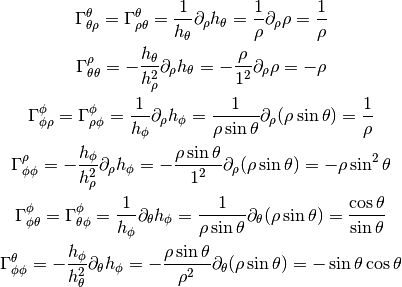 Γ^θ_{θρ} = Γ^θ_{ρθ} = \frac{1}{h_θ} ∂_ρ h_θ = \frac{1}{ρ} ∂_ρ ρ = \frac{1}{ρ}
Γ^ρ_{θθ} = −\frac{h_θ}{h_ρ^2} ∂_ρ h_θ = −\frac{ρ}{1^2} ∂_ρ ρ = −ρ
Γ^ϕ_{ϕρ} = Γ^ϕ_{ρϕ} = \frac{1}{h_ϕ} ∂_ρ h_ϕ = \frac{1}{ρ sin θ} ∂_ρ(ρ sin θ) = \frac{1}{ρ}
Γ^ρ_{ϕϕ} = −\frac{h_ϕ}{h_ρ^2} ∂_ρ h_ϕ = −\frac{ρ sin θ}{1^2} ∂_ρ(ρ sin θ) = −ρ sin^2 θ
Γ^ϕ_{ϕθ} = Γ^ϕ_{θϕ} = \frac{1}{h_ϕ} ∂_θ h_ϕ = \frac{1}{ρ sin θ} ∂_θ(ρ sin θ) = \frac{cos θ}{sin θ}
Γ^θ_{ϕϕ} = −\frac{h_ϕ}{h_θ^2} ∂_θ h_ϕ = −\frac{ρ sin θ}{ρ^2} ∂_θ(ρ sin θ) = − sin θ cos θ